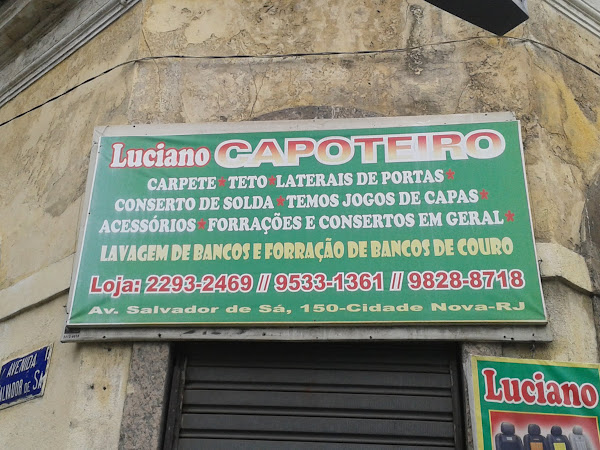 Luciano CAPOTEIRO
CARPETE★TETO★LATERAIS DE PORTAS★
CONSERTO DE SOLDA★TEMOS JOGOS DE CAPAS★
ACESSÓRIOS★FORRAÇÕES E CONSERTOS EM GERAL★
LAVAGEM DE BANCOS E FORRAÇÃO DE BANCOS DE COURO
Loja: 2293-2469 // 9533-1361 // 9828-8718
Av. Salvador de Sá, 150-Cidade Nova-RJ
AVENIDA
SALVADOR DE SÁ
Luciano